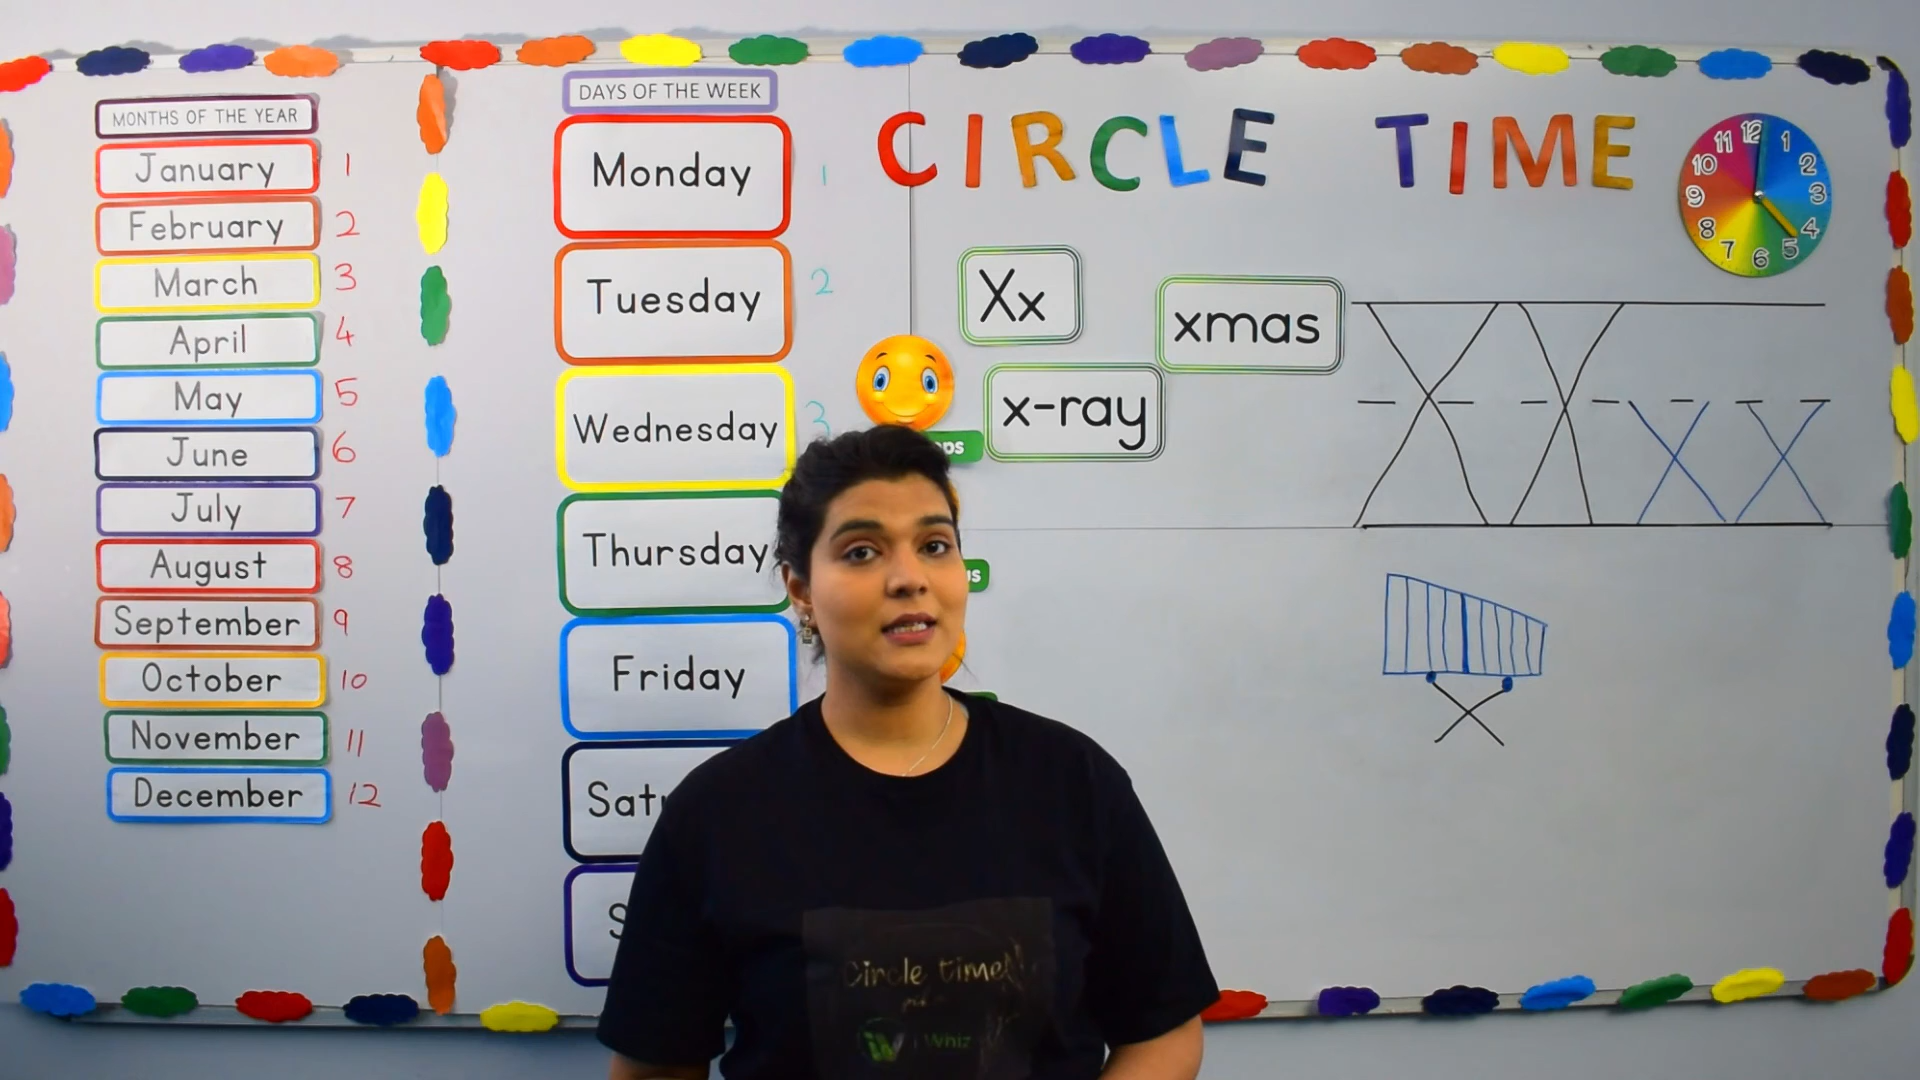 MONTHS OF THE YEAR
January 1
February 2
March 3
April 4
May 5
June 6
July 7
August 8
September 9
October 10
November 11
December 12
DAYS OF THE WEEK
Monday 1
Tuesday 2
Wednesday 3
Thursday
Friday
CIRCLE TIME
12 1 2 3 4 5 6 7 8 9 10 11
Xx
xmas
x-ray
X X x x
Circle time
Whiz